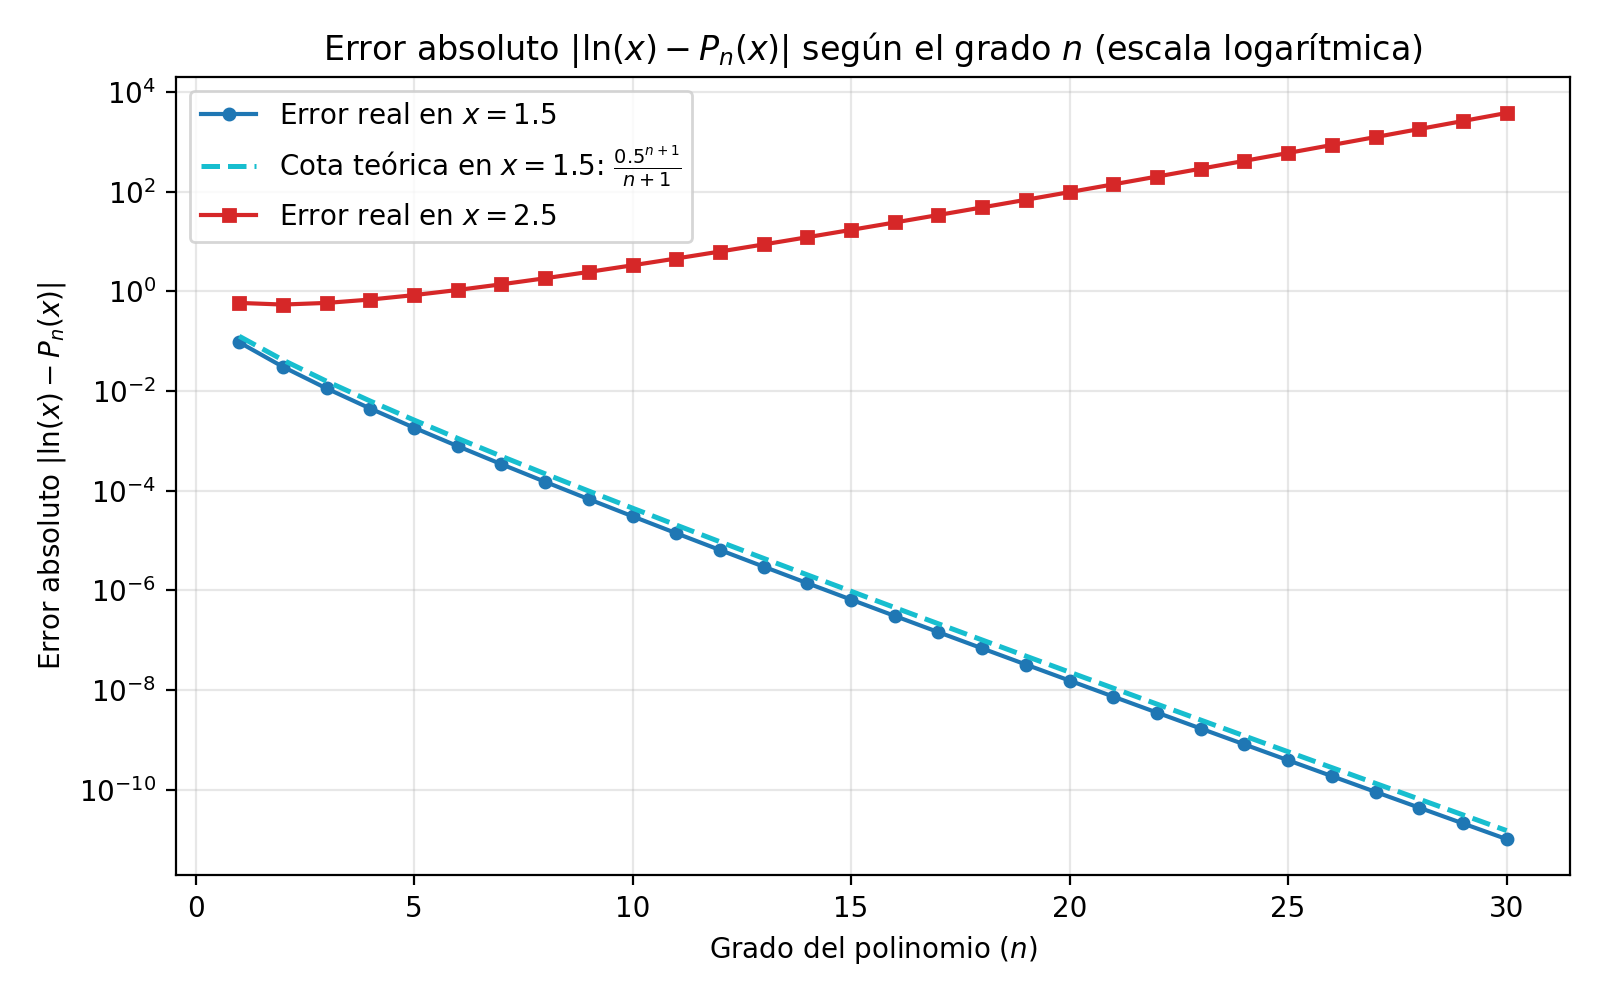 Error absoluto |ln(x) − Pₙ(x)| según el grado n (escala logarítmica)
Error real en x = 1.5
Cota teórica en x = 1.5: 0.5ⁿ⁺¹/(n + 1)
Error real en x = 2.5
Error absoluto |ln(x) − Pₙ(x)|
10⁴
10²
10⁰
10⁻²
10⁻⁴
10⁻⁶
10⁻⁸
10⁻¹⁰
0 5 10 15 20 25 30
Grado del polinomio (n)